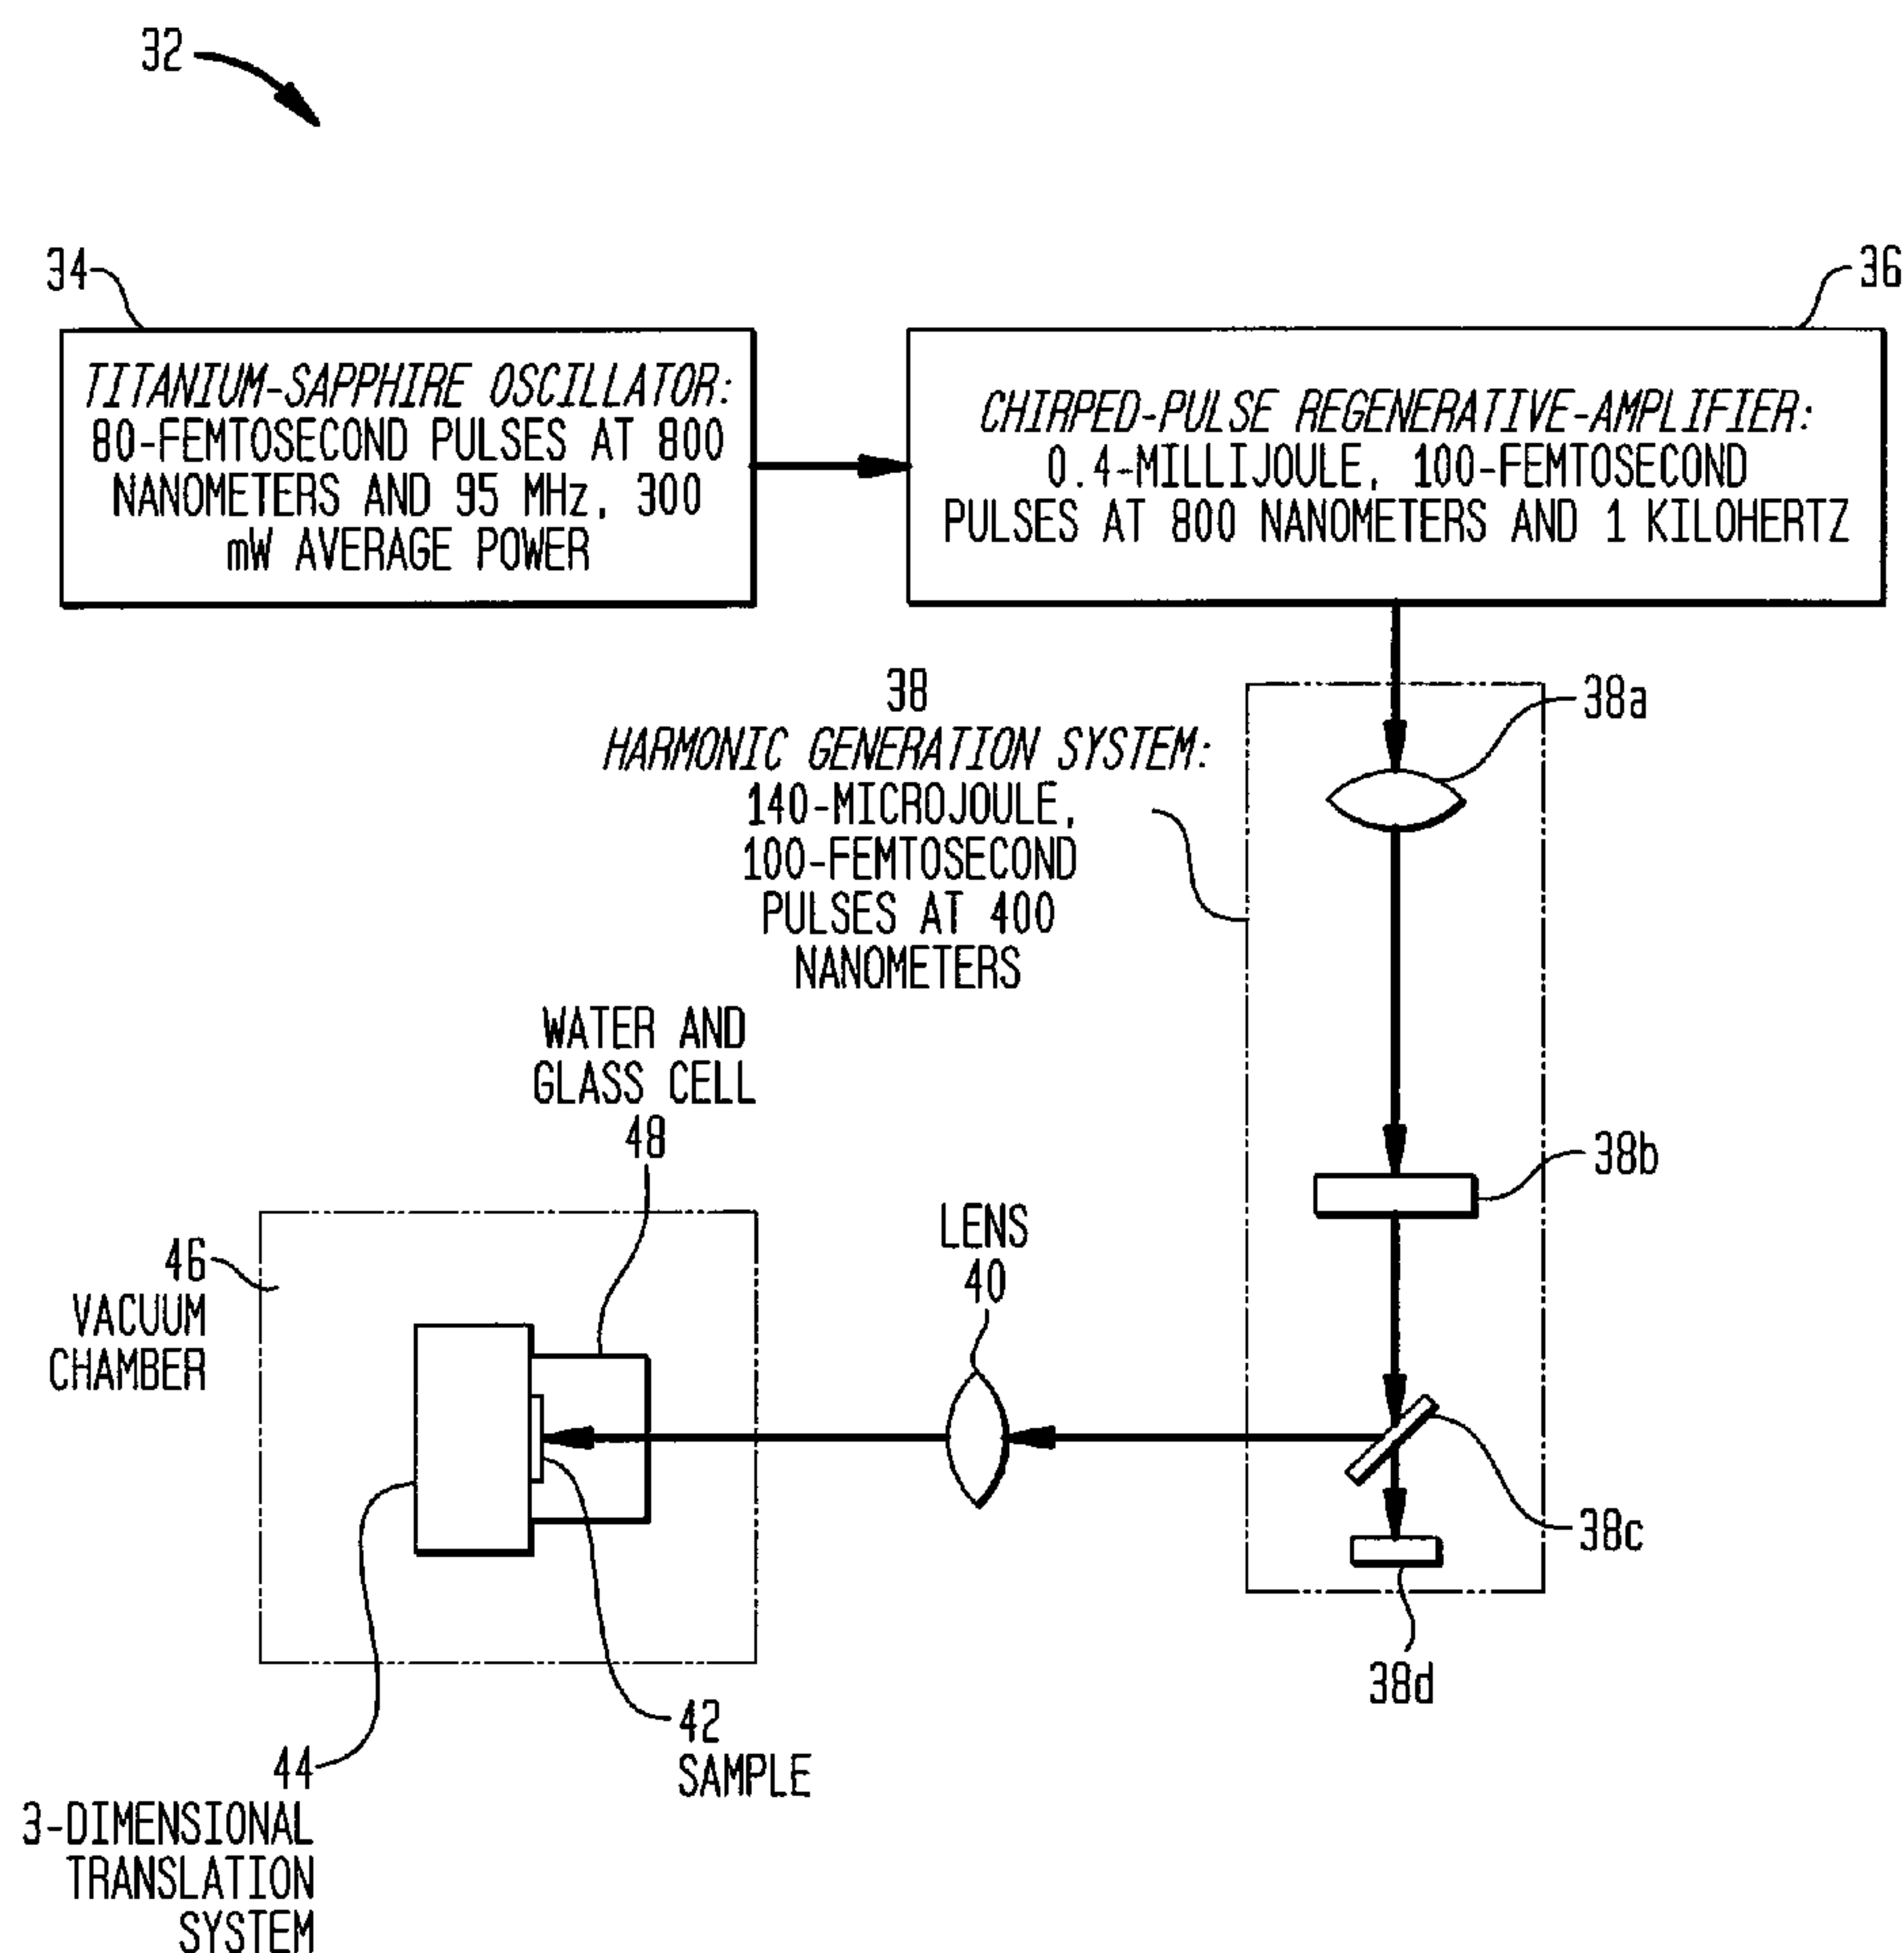 32
34
TITANIUM-SAPPHIRE OSCILLATOR:
80-FEMTOSECOND PULSES AT 800
NANOMETERS AND 95 MHz, 300
mW AVERAGE POWER
36
CHIRPED-PULSE REGENERATIVE-AMPLIFIER:
0.4-MILLIJOULE, 100-FEMTOSECOND
PULSES AT 800 NANOMETERS AND 1 KILOHERTZ
38
HARMONIC GENERATION SYSTEM:
140-MICROJOULE,
100-FEMTOSECOND
PULSES AT 400
NANOMETERS
38a
38b
38c
38d
WATER AND
GLASS CELL
48
LENS
40
46
VACUUM
CHAMBER
42
SAMPLE
44
3-DIMENSIONAL
TRANSLATION
SYSTEM